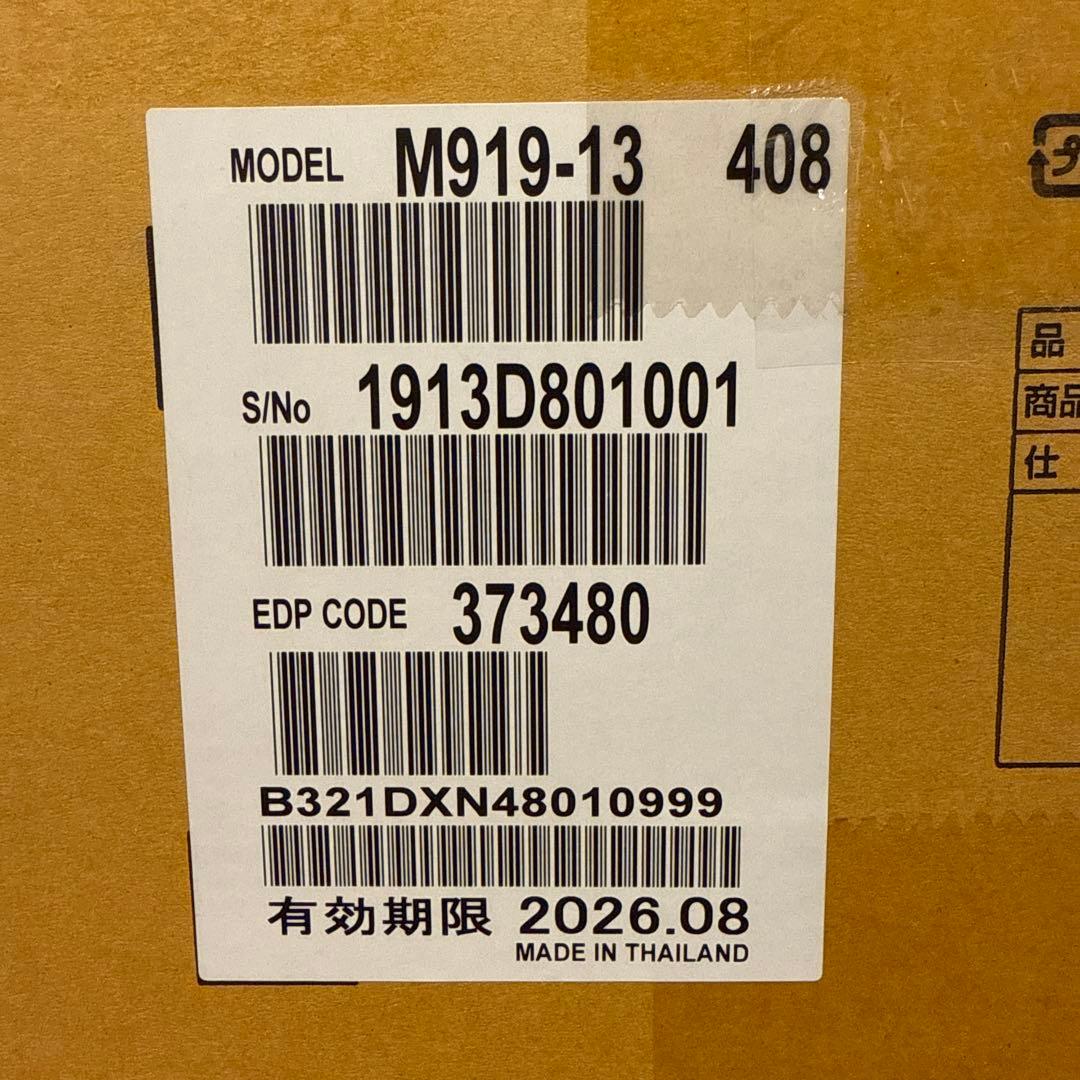 MODEL M919-13 408
S/No 1913D801001
EDP CODE 373480
B321DXN48010999
有効期限 2026.08
MADE IN THAILAND
品
商品
仕